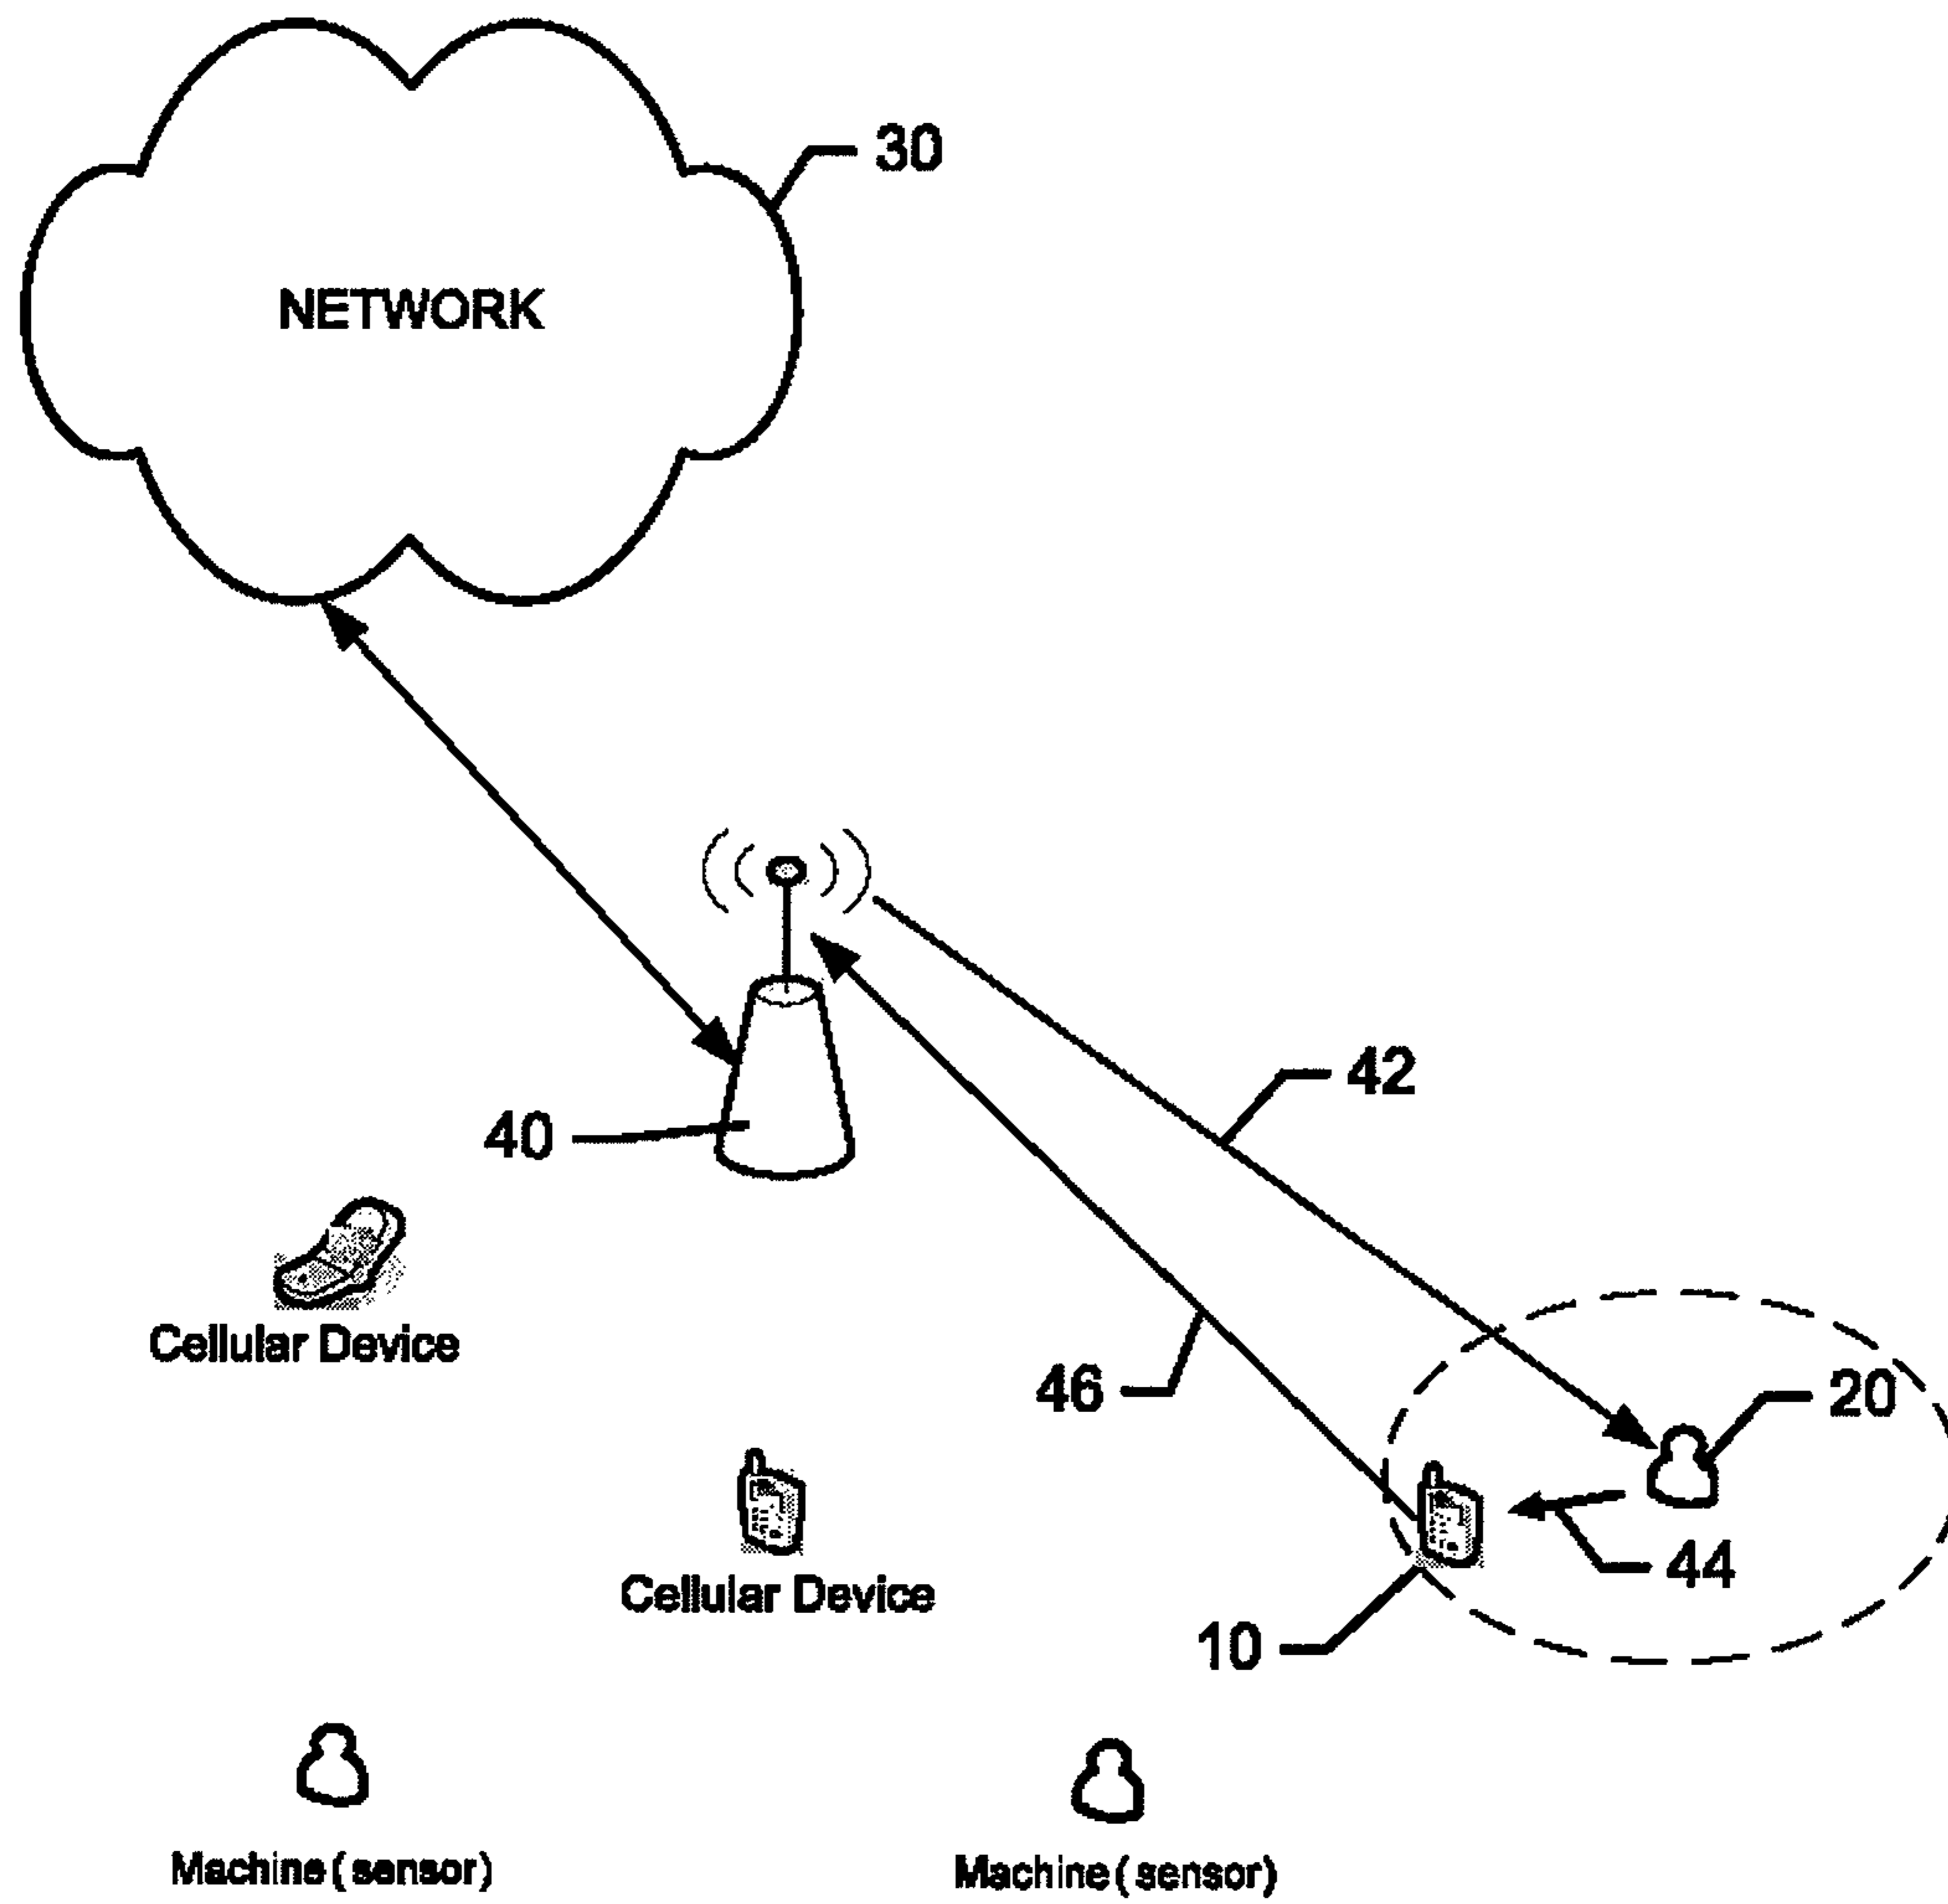 30
NETWORK
42
40
Cellular Device
46
20
44
Cellular Device
10
Machine(sensor)
Machine(sensor)